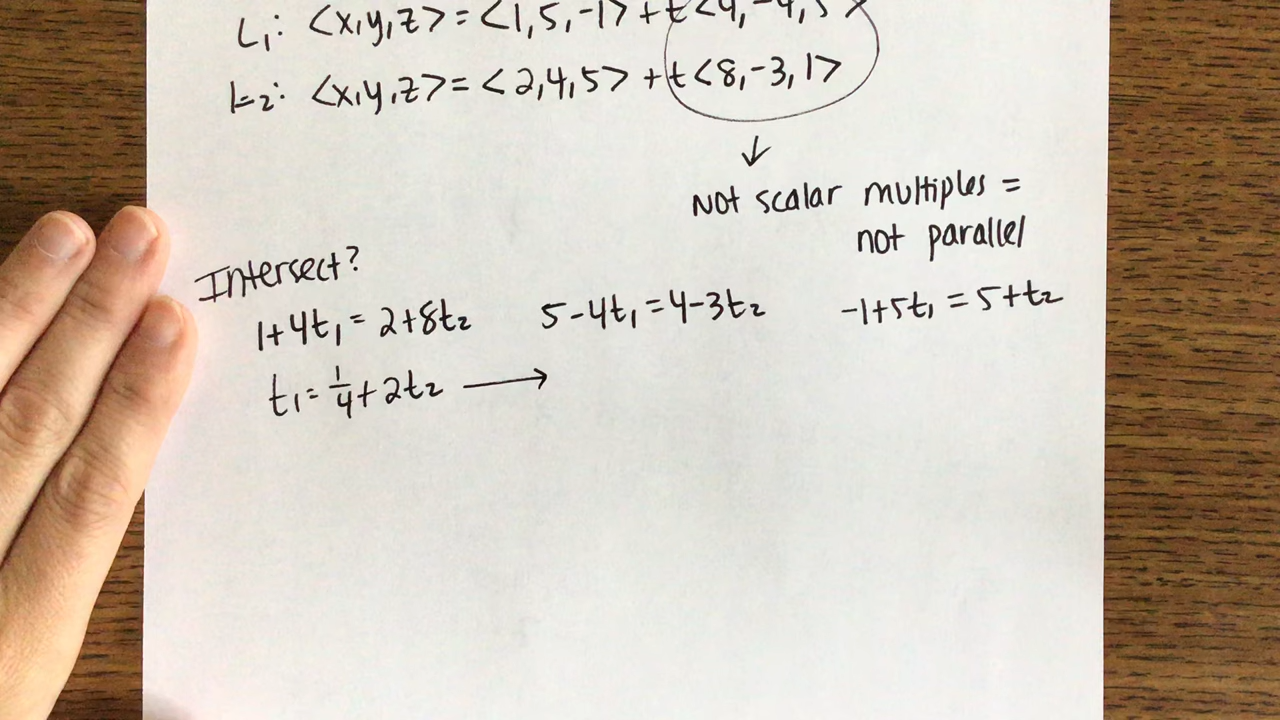 L₁: <x,y,z> = <1,5,-1> + t<4,-4,5>
L₂: <x,y,z> = <2,4,5> + t<8,-3,1>
↓
Not scalar multiples =
not parallel
Intersect?
1+4t₁ = 2+8t₂ 5-4t₁ = 4-3t₂ -1+5t₁ = 5+t₂
t₁ = 1/4 + 2t₂ ⟶